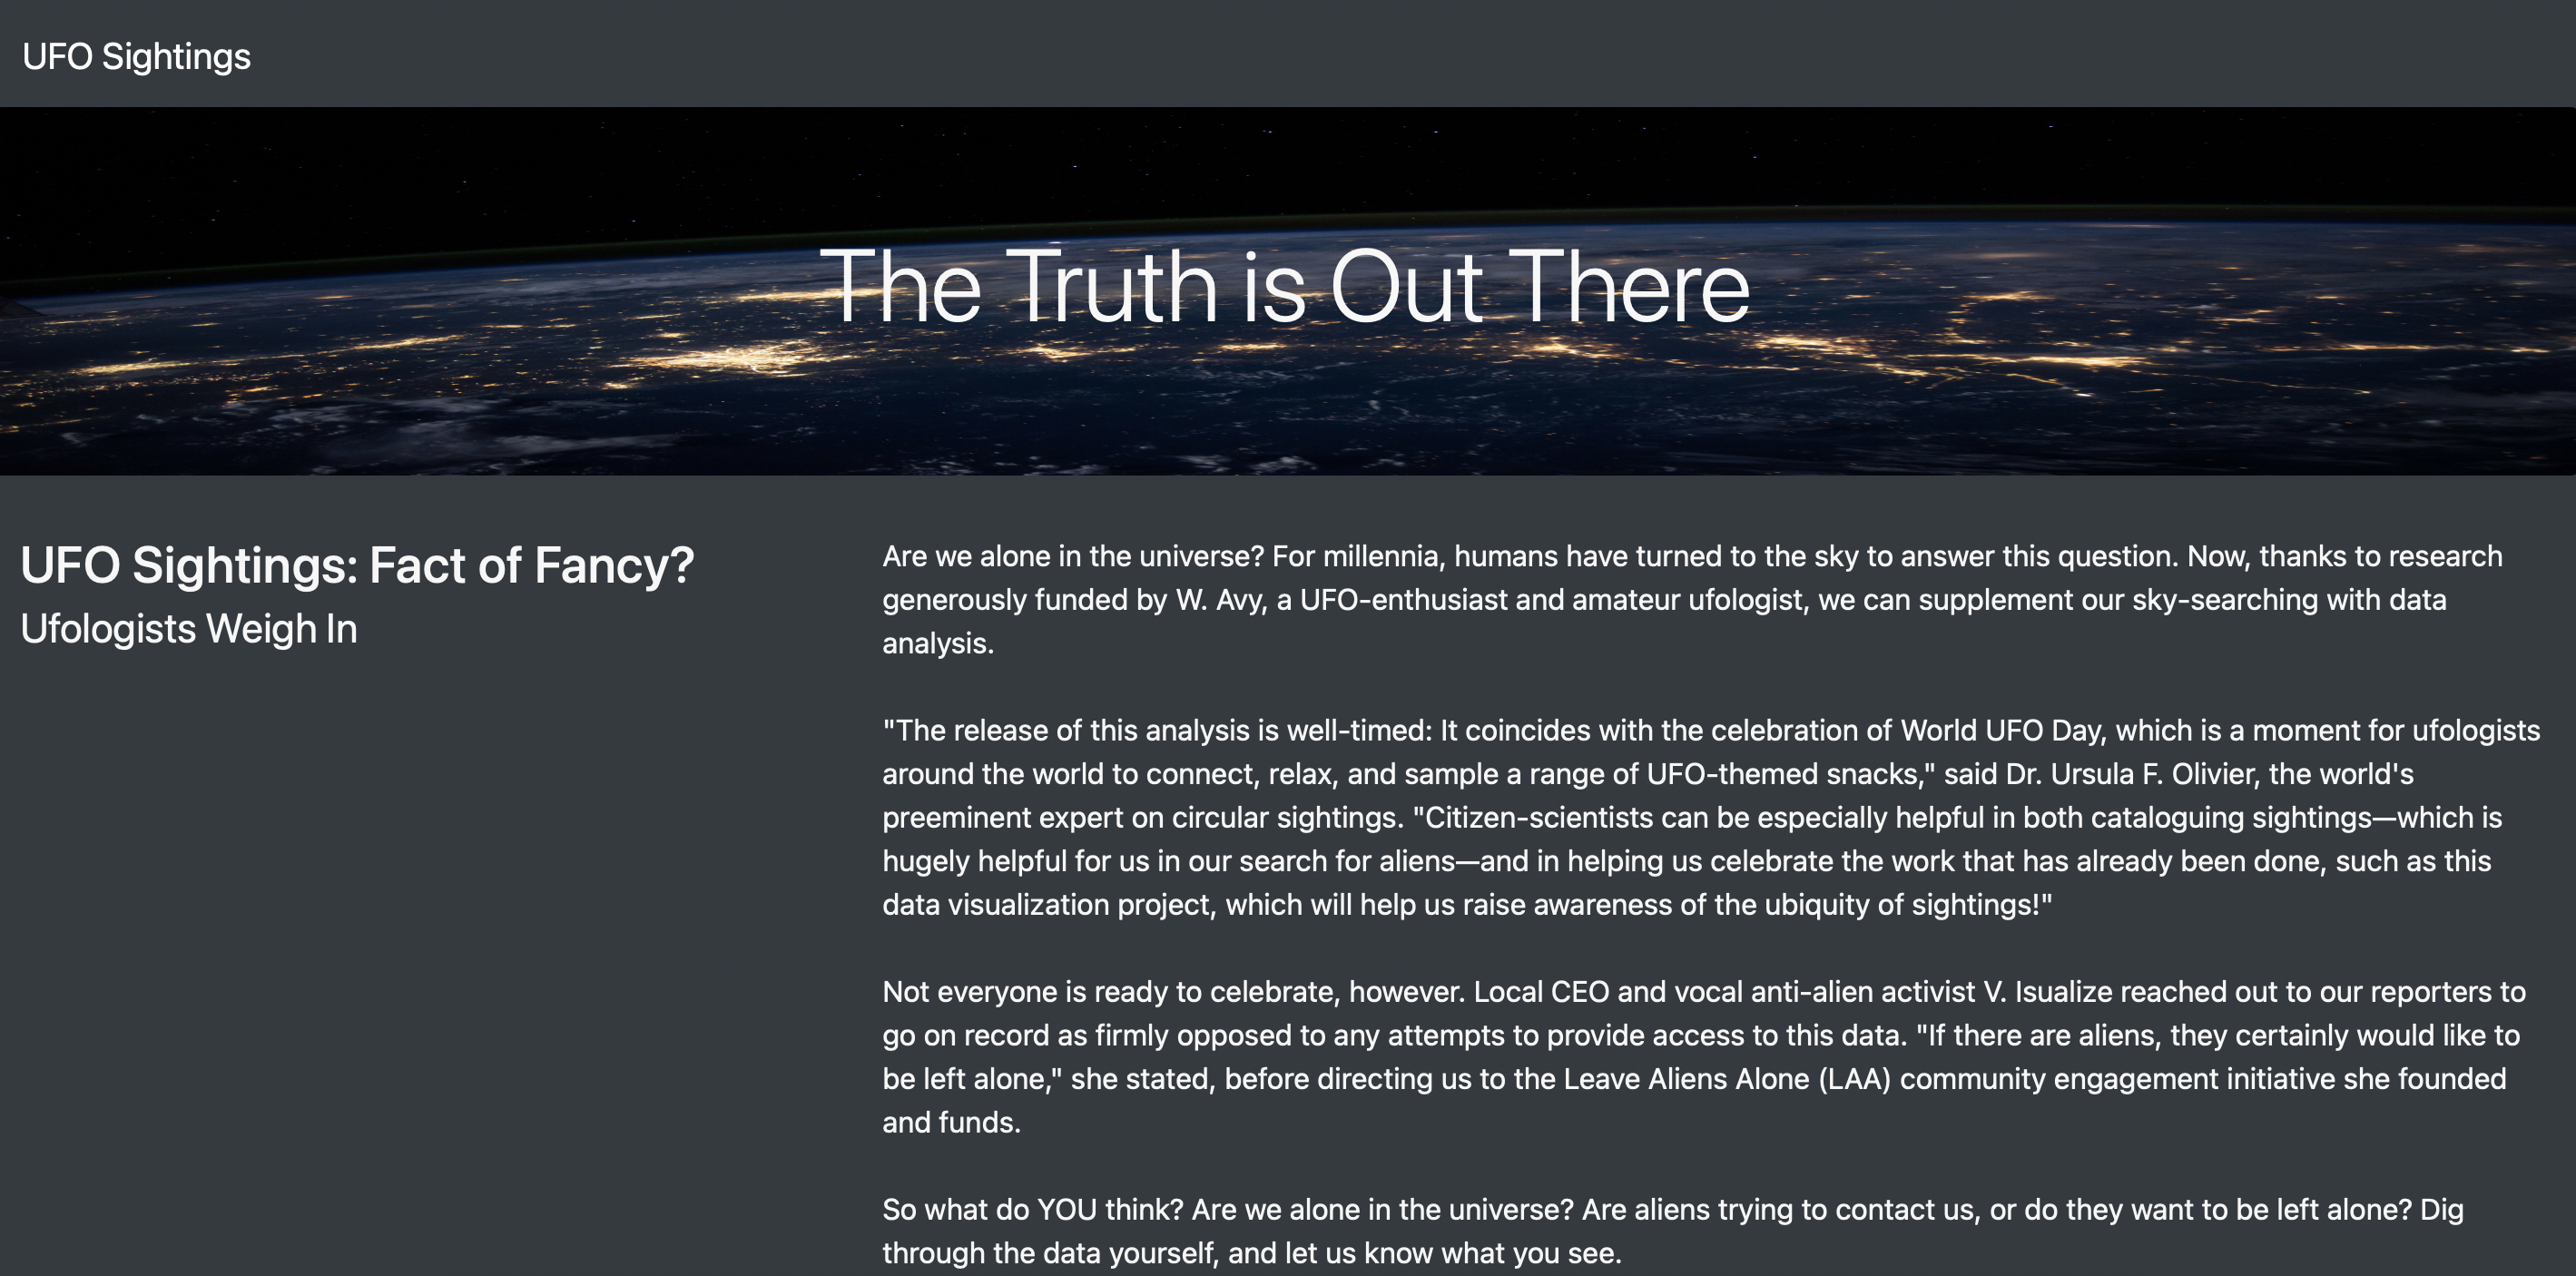 UFO Sightings
The Truth is Out There
UFO Sightings: Fact of Fancy?
Ufologists Weigh In
Are we alone in the universe? For millennia, humans have turned to the sky to answer this question. Now, thanks to research
generously funded by W. Avy, a UFO-enthusiast and amateur ufologist, we can supplement our sky-searching with data
analysis.
"The release of this analysis is well-timed: It coincides with the celebration of World UFO Day, which is a moment for ufologists
around the world to connect, relax, and sample a range of UFO-themed snacks," said Dr. Ursula F. Olivier, the world's
preeminent expert on circular sightings. "Citizen-scientists can be especially helpful in both cataloguing sightings—which is
hugely helpful for us in our search for aliens—and in helping us celebrate the work that has already been done, such as this
data visualization project, which will help us raise awareness of the ubiquity of sightings!"
Not everyone is ready to celebrate, however. Local CEO and vocal anti-alien activist V. Isualize reached out to our reporters to
go on record as firmly opposed to any attempts to provide access to this data. "If there are aliens, they certainly would like to
be left alone," she stated, before directing us to the Leave Aliens Alone (LAA) community engagement initiative she founded
and funds.
So what do YOU think? Are we alone in the universe? Are aliens trying to contact us, or do they want to be left alone? Dig
through the data yourself, and let us know what you see.